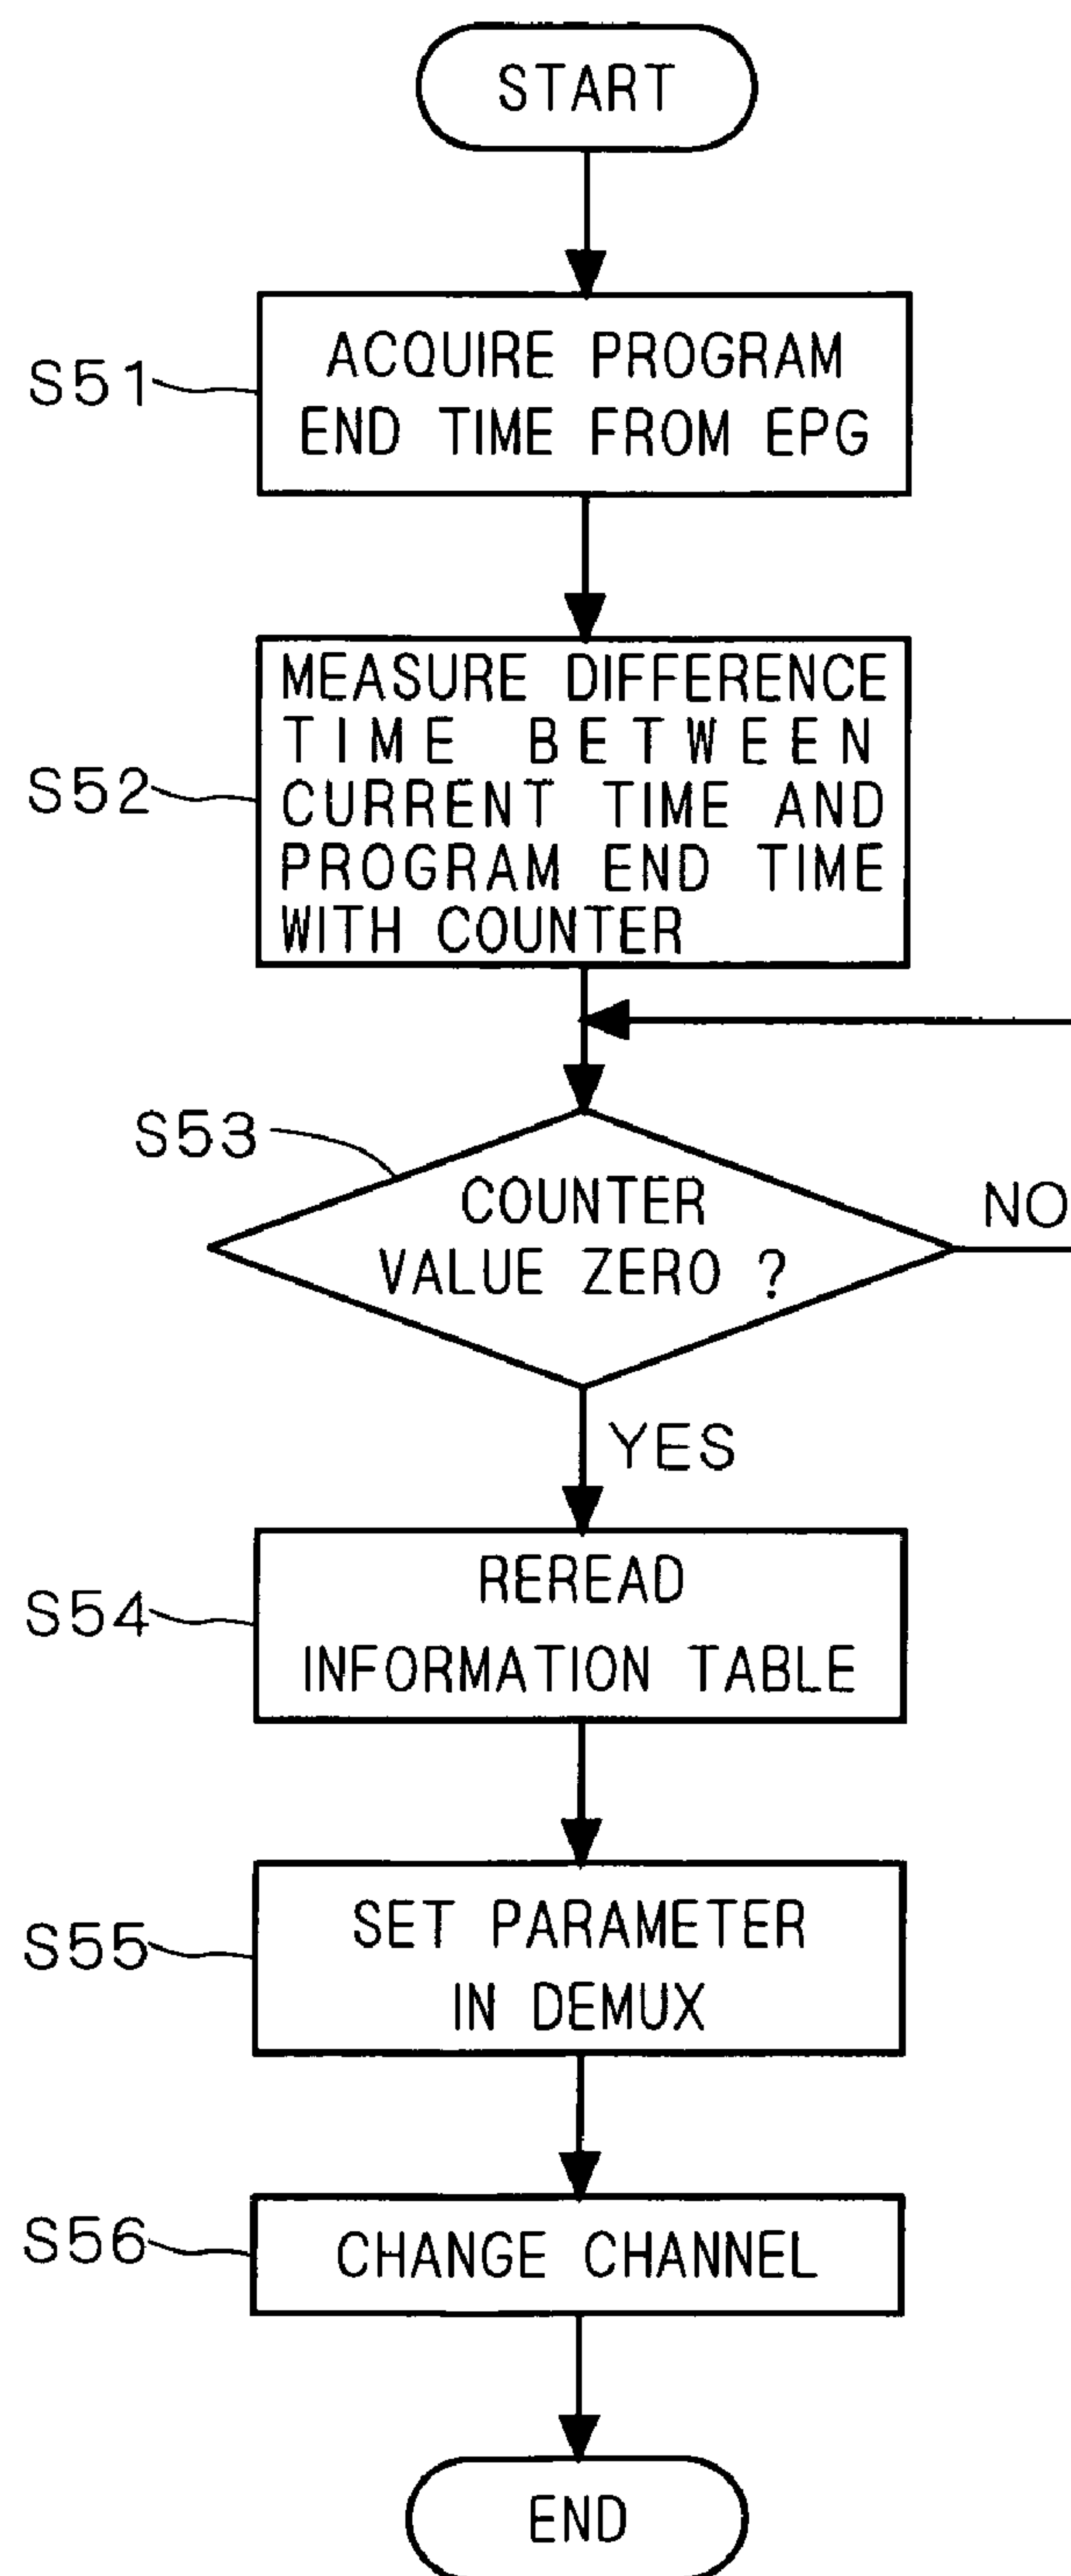 START
S51
ACQUIRE PROGRAM
END TIME FROM EPG
S52
MEASURE DIFFERENCE
TIME BETWEEN
CURRENT TIME AND
PROGRAM END TIME
WITH COUNTER
S53
COUNTER
VALUE ZERO ?
NO
YES
S54
REREAD
INFORMATION TABLE
S55
SET PARAMETER
IN DEMUX
S56
CHANGE CHANNEL
END